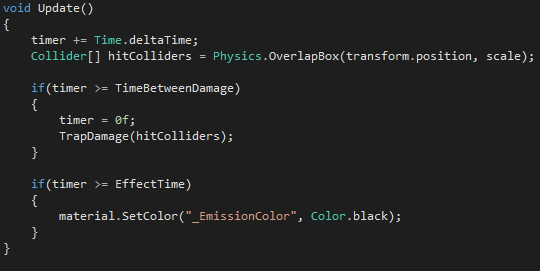 void Update()
{
timer += Time.deltaTime;
Collider[] hitColliders = Physics.OverlapBox(transform.position, scale);
if(timer >= TimeBetweenDamage)
{
timer = 0f;
TrapDamage(hitColliders);
}
if(timer >= EffectTime)
{
material.SetColor("_EmissionColor", Color.black);
}
}